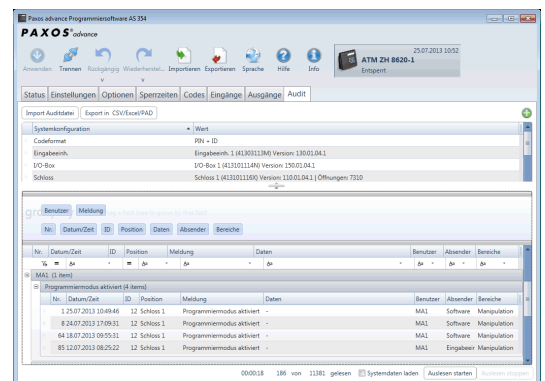 Paxos advance Programmiersoftware AS 354
PAXOS® advance
25.07.2013 10:52
ATM ZH 8620-1
Entsperrt
Anwenden Trennen Rückgängig Wiederherstel... Importieren Exportieren Sprache Hilfe Info
Status Einstellungen Optionen Sperrzeiten Codes Eingänge Ausgänge Audit
Import Auditdatei Export in CSV/Excel/PAD
Systemkonfiguration Wert
Codeformat PIN + ID
Eingabeeinh. Eingabeeinh. 1 (41303113M) Version: 130.01.04.1
I/O-Box I/O-Box 1 (413101114N) Version: 150.01.04.1
Schloss Schloss 1 (413101116X) Version: 110.01.04.1 | Öffnungen: 7310
Benutzer Meldung
Nr. Datum/Zeit ID Position Daten Absender Bereiche
Nr. Datum/Zeit ID Position Meldung Daten Benutzer Absender Bereiche
MA1 (1 item)
Programmiermodus aktiviert (4 items)
Nr. Datum/Zeit ID Position Meldung Daten Benutzer Absender Bereiche
1 25.07.2013 10:49:46 12 Schloss 1 Programmiermodus aktiviert - MA1 Software Manipulation
8 24.07.2013 17:09:31 12 Schloss 1 Programmiermodus aktiviert - MA1 Software Manipulation
64 18.07.2013 09:55:31 12 Schloss 1 Programmiermodus aktiviert - MA1 Software Manipulation
85 12.07.2013 08:25:22 12 Schloss 1 Programmiermodus aktiviert - MA1 Eingabeeir Manipulation
00:00:18 186 von 11381 gelesen Systemdaten laden Auslesen starten Auslesen stoppen